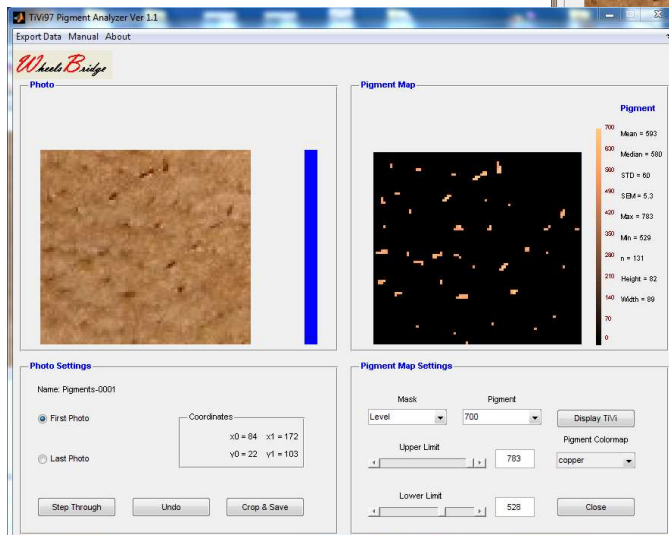 TiVi97 Pigment Analyzer Ver 1.1
Export Data Manual About
Wheels Bridge
Photo
Pigment Map
Pigment
700
600
560
490
420
350
280
210
140
70
0
Mean = 593
Median = 580
STD = 60
SEM = 5.3
Max = 783
Min = 529
n = 131
Height = 82
Width = 89
Photo Settings
Name: Pigments-0001
First Photo
Last Photo
Coordinates
x0 = 84 x1 = 172
y0 = 22 y1 = 103
Step Through
Undo
Crop & Save
Pigment Map Settings
Mask
Pigment
Level
700
Display TiVi
Upper Limit
783
Pigment Colormap
copper
Lower Limit
528
Close